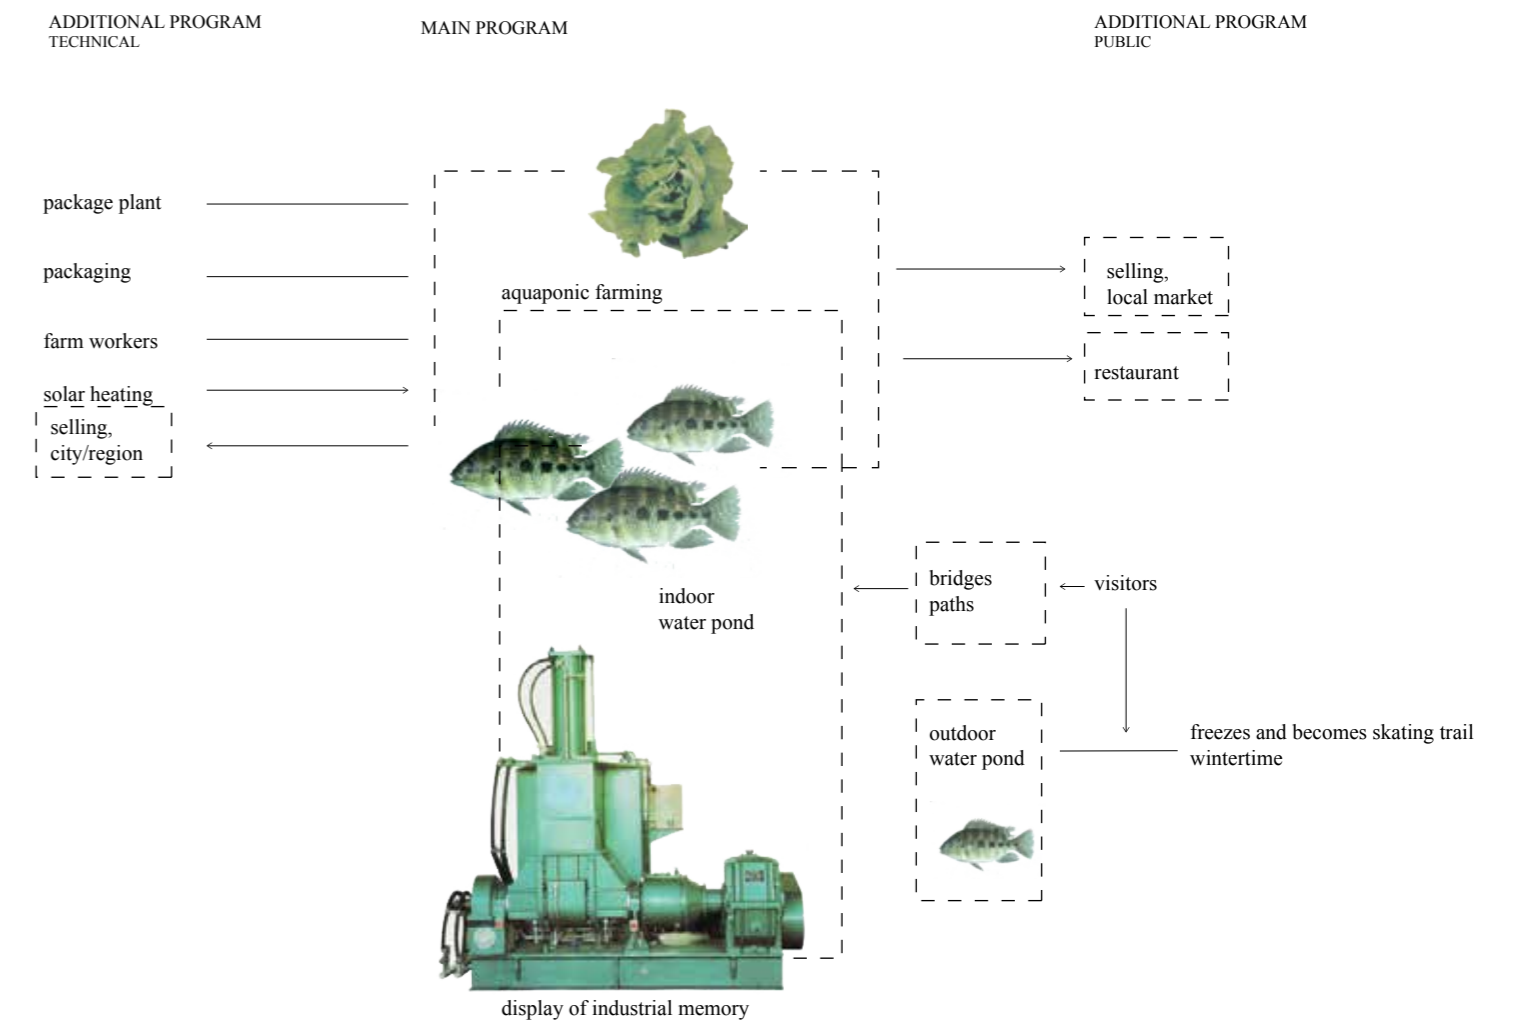 ADDITIONAL PROGRAM
TECHNICAL
MAIN PROGRAM
ADDITIONAL PROGRAM
PUBLIC
package plant
packaging
farm workers
solar heating
selling,
city/region
aquaponic farming
indoor
water pond
display of industrial memory
selling,
local market
restaurant
bridges
paths
visitors
outdoor
water pond
freezes and becomes skating trail
wintertime